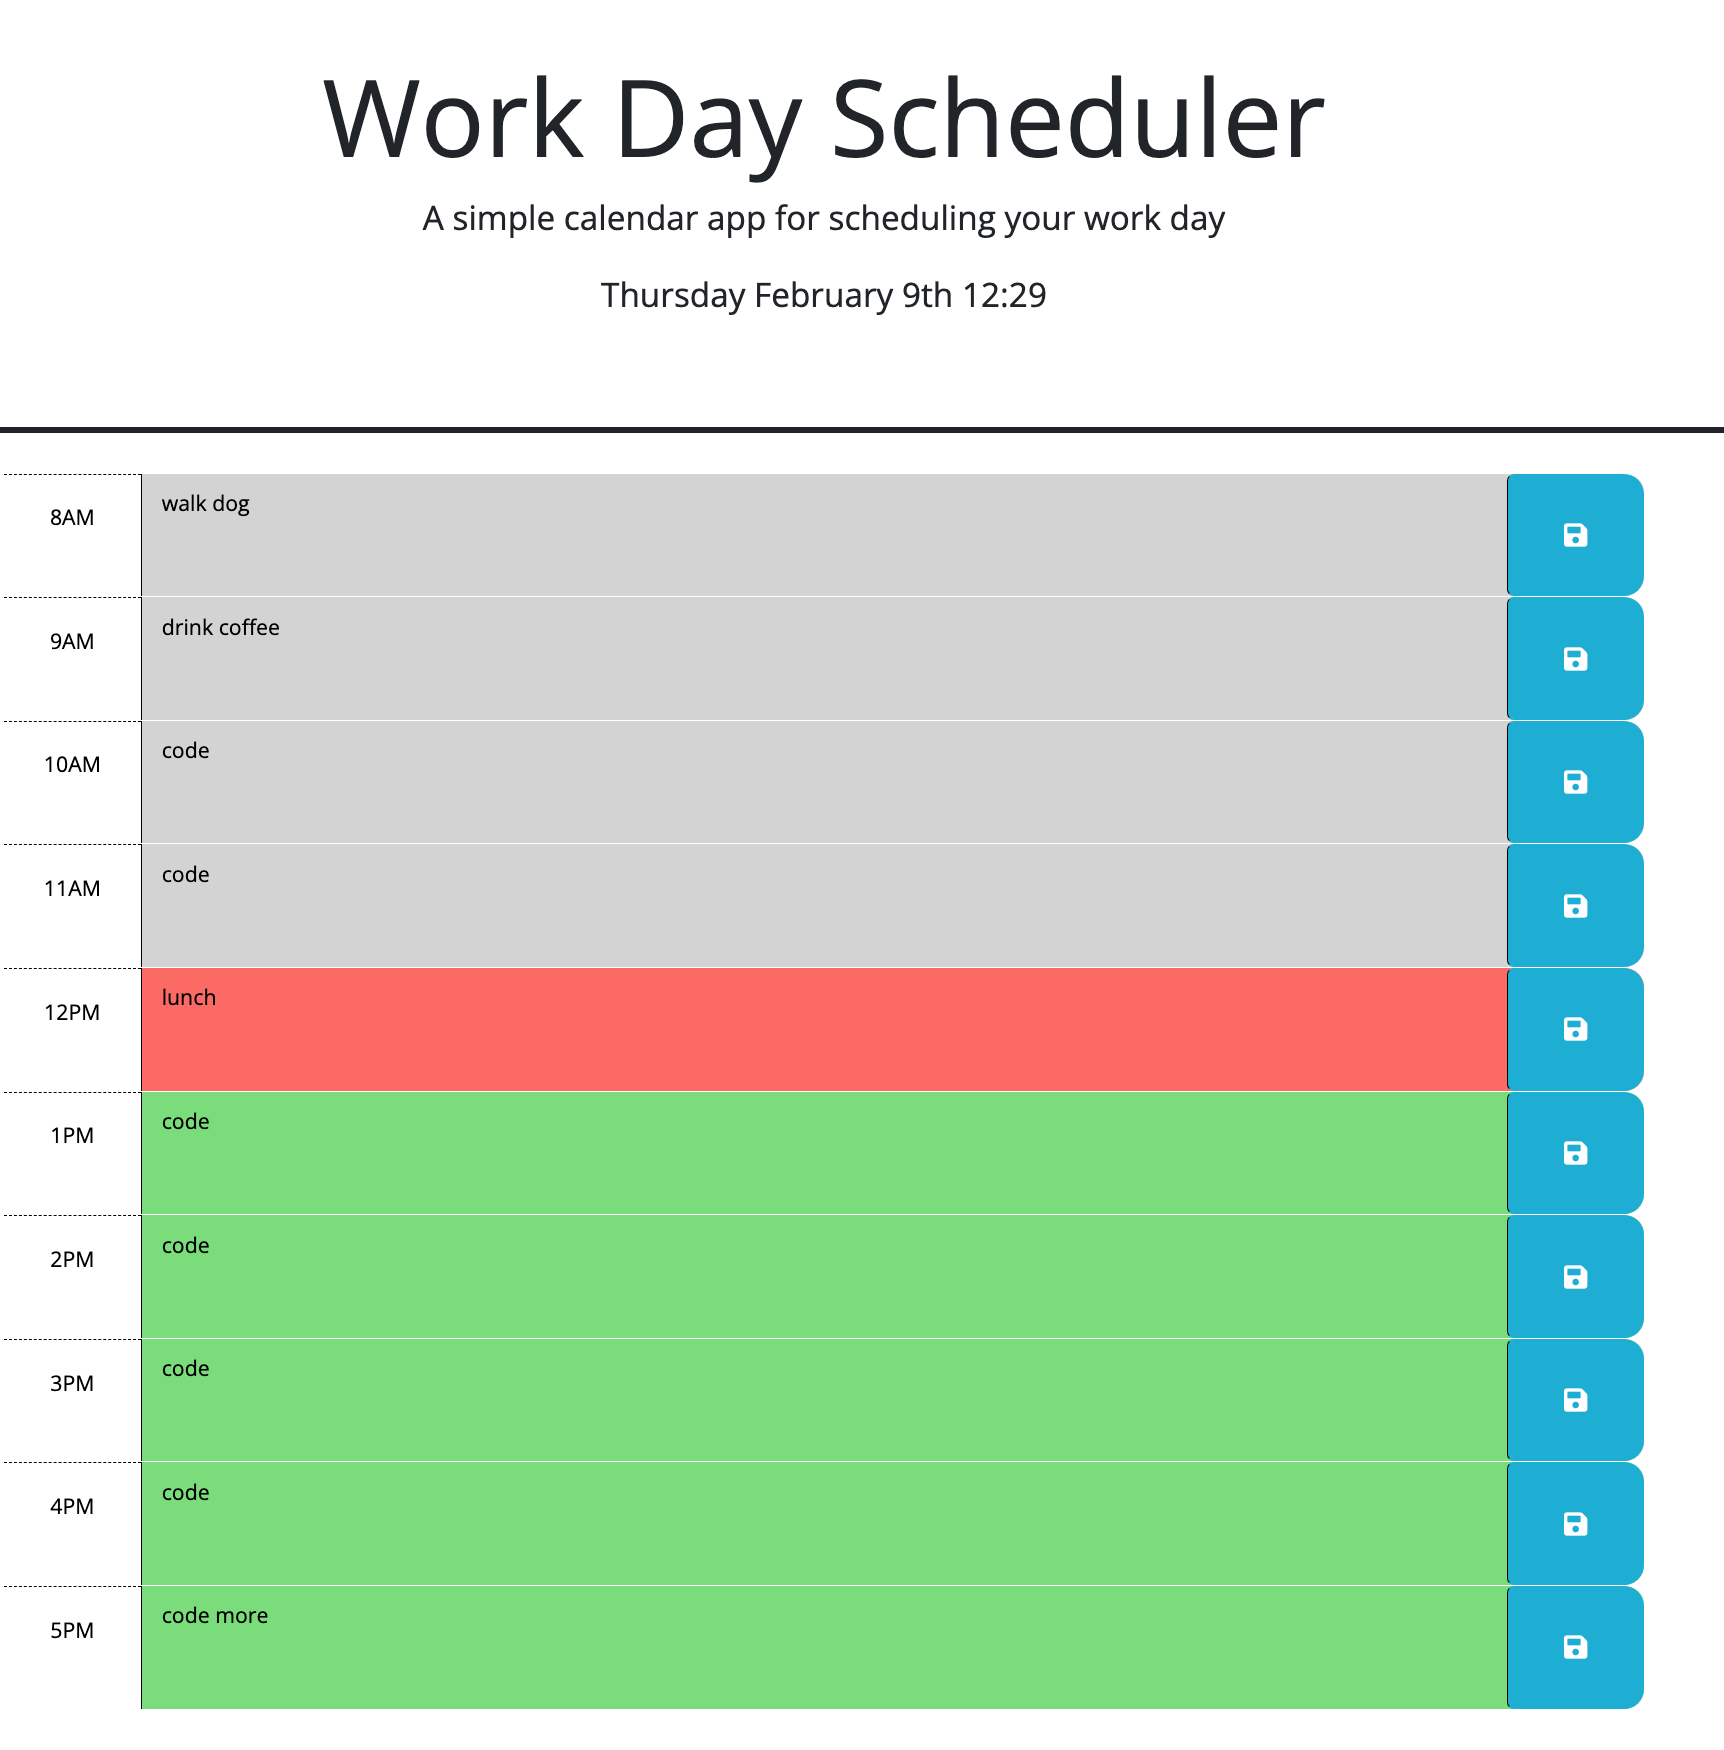 Work Day Scheduler
A simple calendar app for scheduling your work day
Thursday February 9th 12:29
8AM
walk dog
9AM
drink coffee
10AM
code
11AM
code
12PM
lunch
1PM
code
2PM
code
3PM
code
4PM
code
5PM
code more